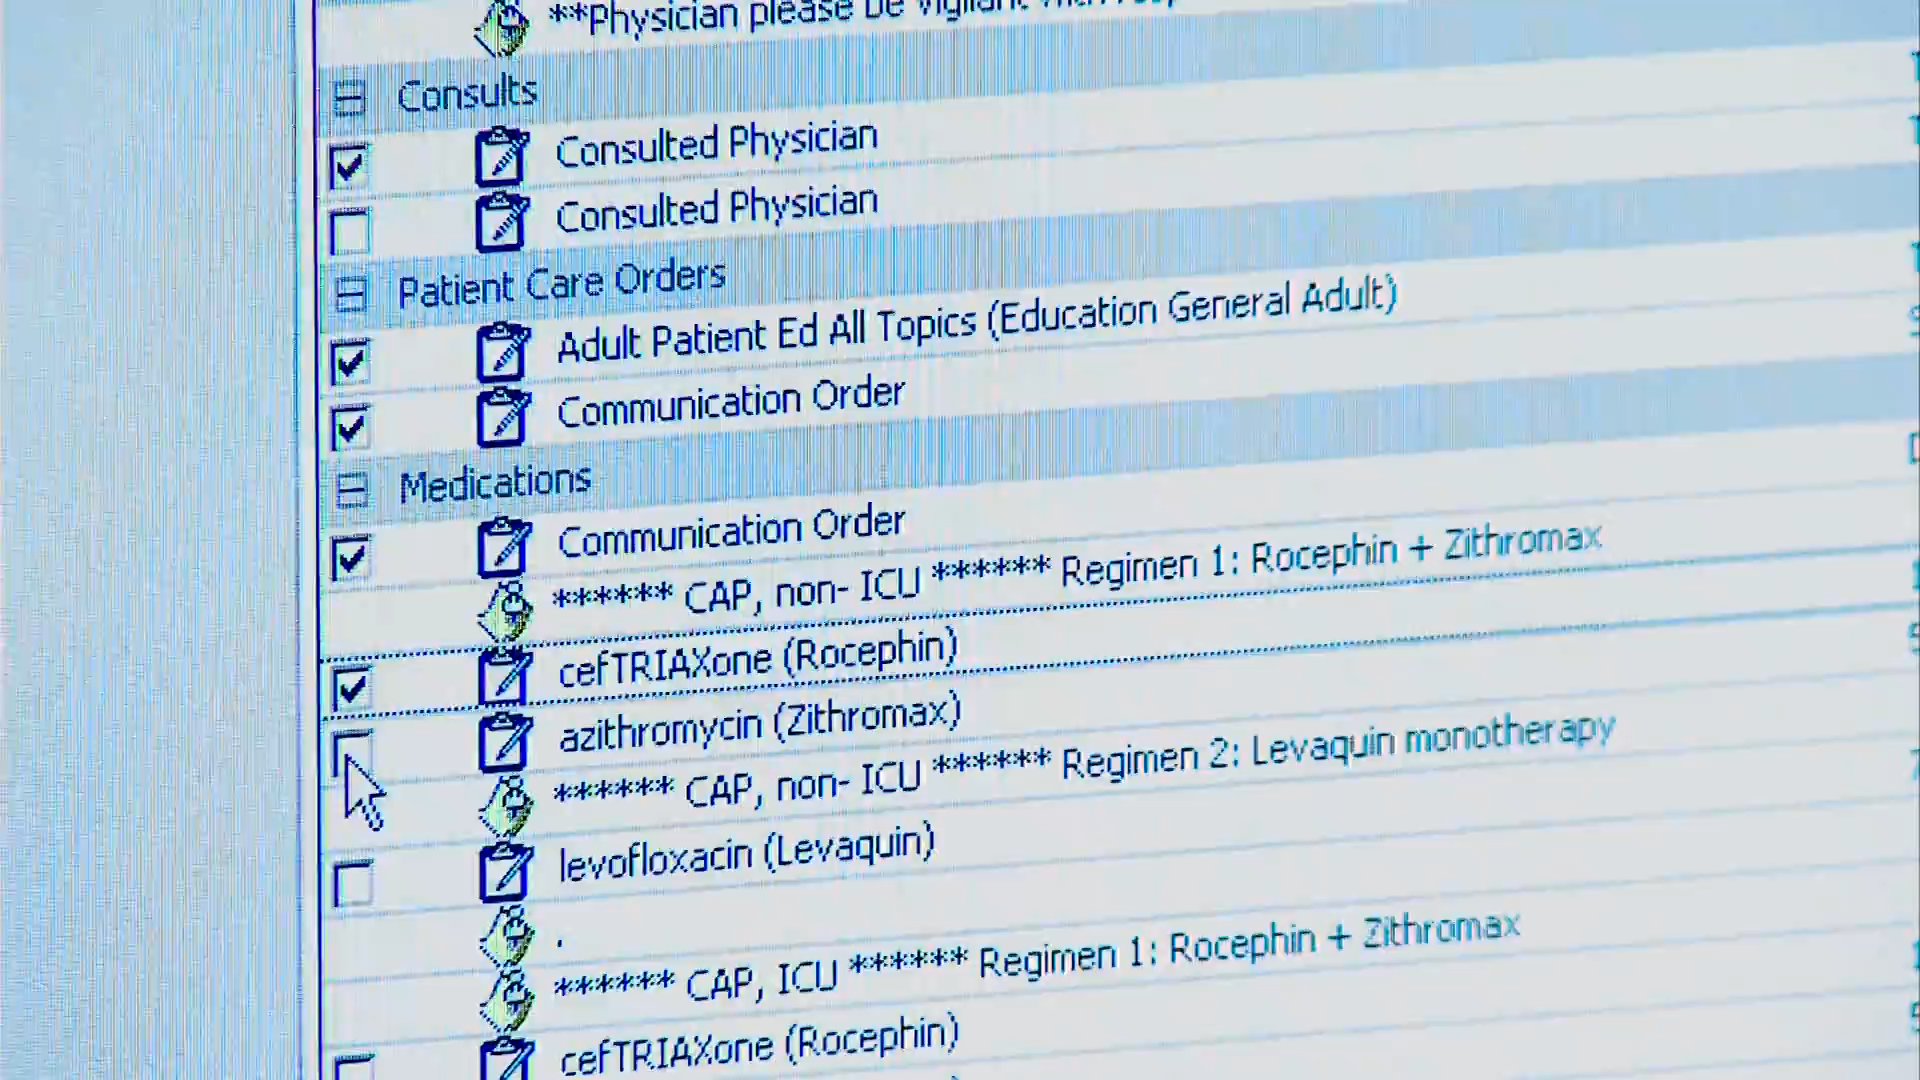 **Physician please be vigilant with
Consults
Consulted Physician
Consulted Physician
Patient Care Orders
Adult Patient Ed All Topics (Education General Adult)
Communication Order
Medications
Communication Order
****** CAP, non- ICU ****** Regimen 1: Rocephin + Zithromax
cefTRIAXone (Rocephin)
azithromycin (Zithromax)
****** CAP, non- ICU ****** Regimen 2: Levaquin monotherapy
levofloxacin (Levaquin)
.
****** CAP, ICU ****** Regimen 1: Rocephin + Zithromax
cefTRIAXone (Rocephin)